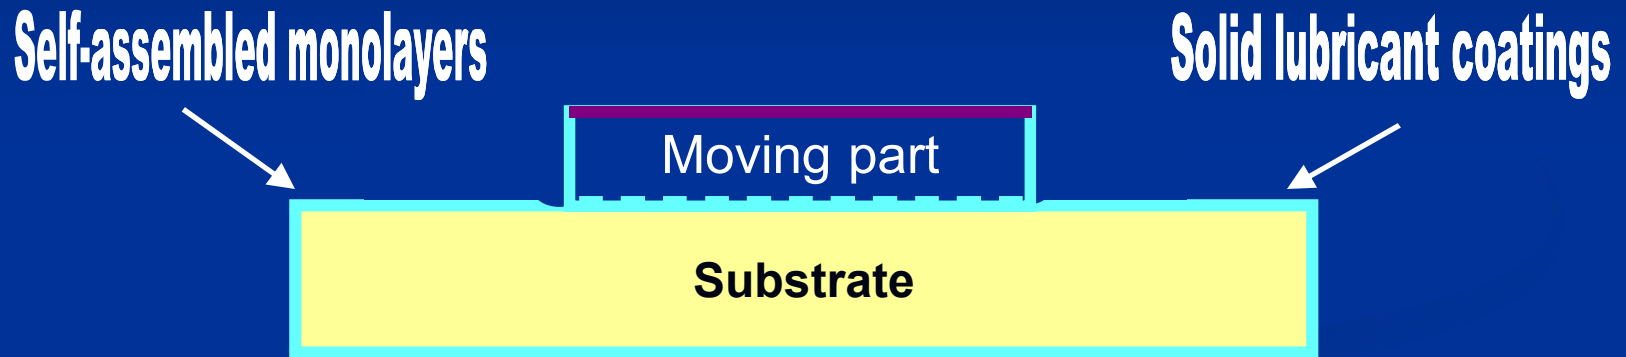 Self-assembled monolayers
Solid lubricant coatings
Moving part
Substrate